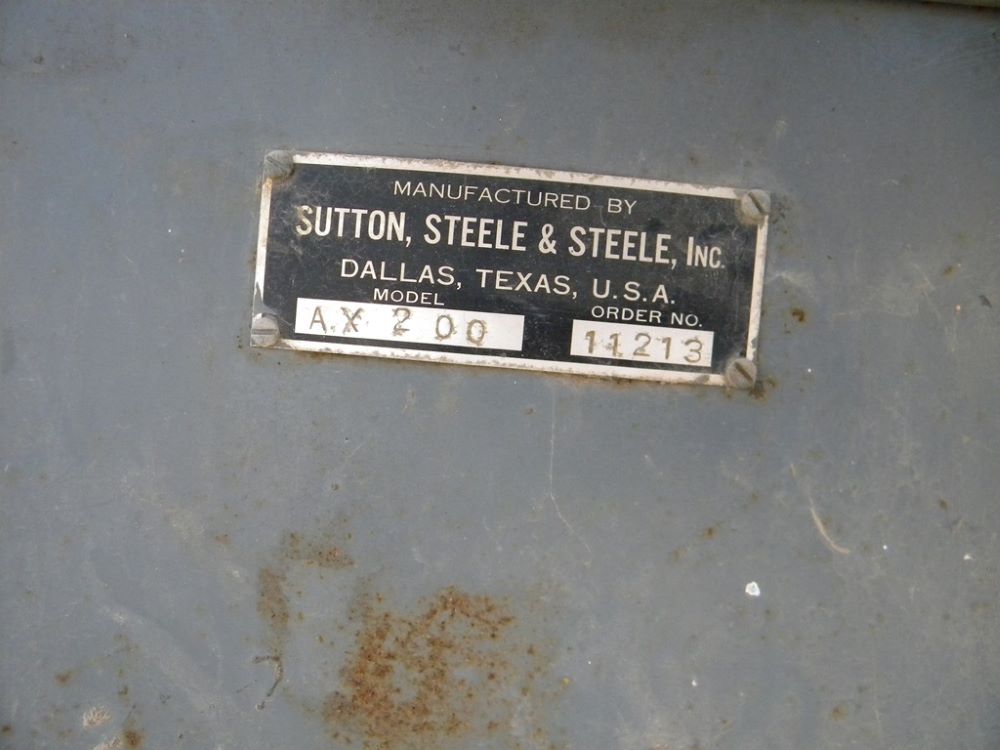 MANUFACTURED BY
SUTTON, STEELE & STEELE, INC.
DALLAS, TEXAS, U.S.A.
MODEL ORDER NO.
AX 200 11213